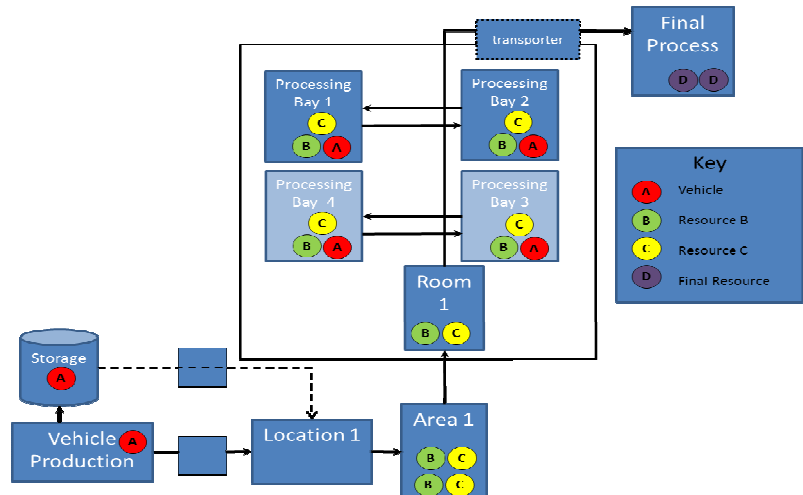 Final
Process
D D
transporter
Processing
Bay 1
C
B A
Processing
Bay 2
C
B A
Processing
Bay 4
C
B A
Processing
Bay 3
C
B A
Key
A Vehicle
B Resource B
C Resource C
D Final Resource
Room
1
B C
Storage
A
Vehicle A
Production
Location 1
Area 1
B C
B C